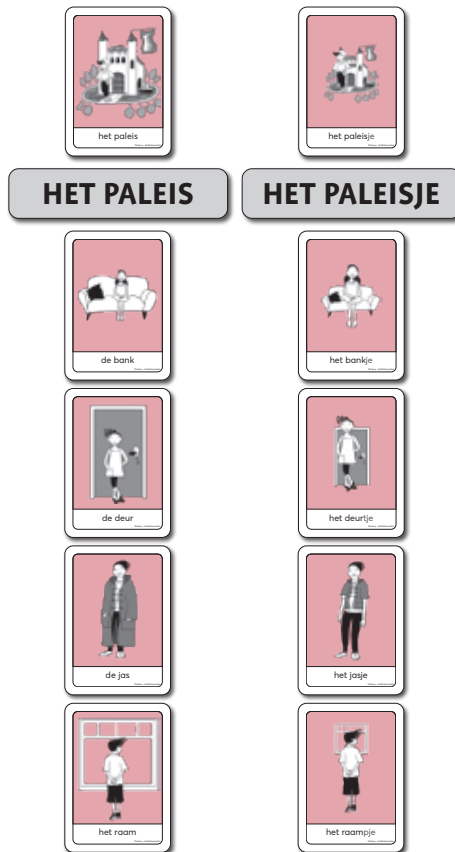 het paleis
het paleisje
HET PALEIS
HET PALEISJE
de bank
het bankje
de deur
het deurtje
de jas
het jasje
het raam
het raampje